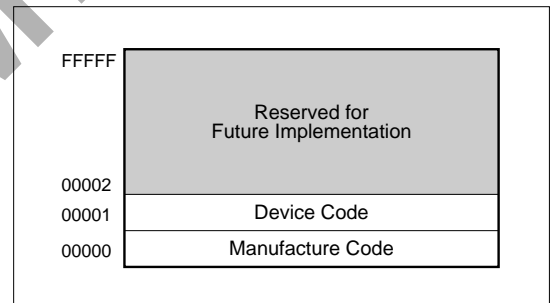 FFFFF
Reserved for
Future Implementation
00002
00001 Device Code
00000 Manufacture Code